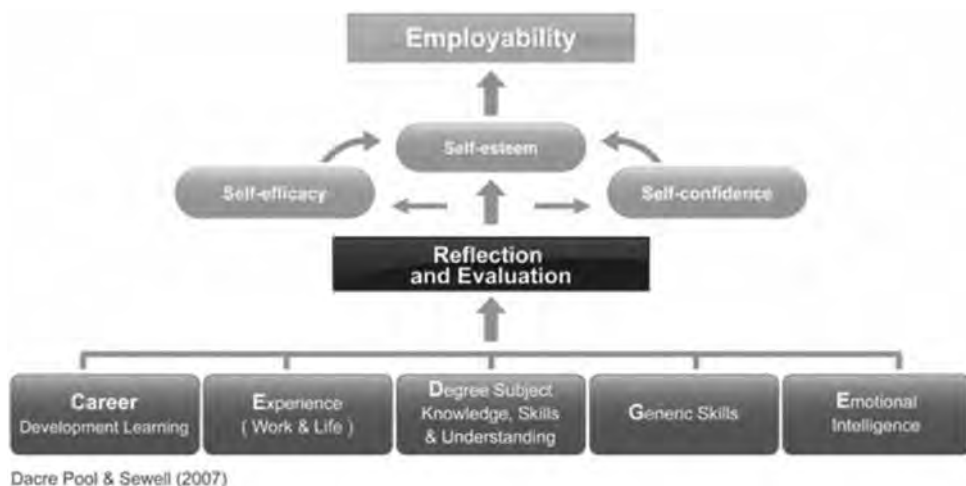 Employability
Self-esteem
Self-efficacy
Self-confidence
Reflection
and Evaluation
Career
Development Learning
Experience
( Work & Life )
Degree Subject
Knowledge, Skills
& Understanding
Generic Skills
Emotional
Intelligence
Dacre Pool & Sewell (2007)